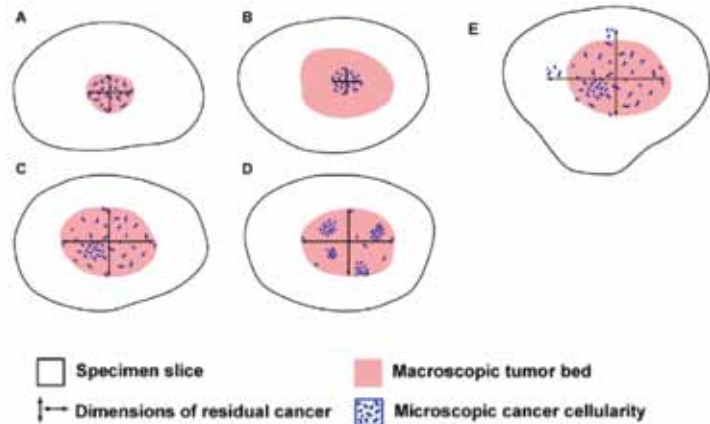 A
B
E
C
D
Specimen slice
Macroscopic tumor bed
Dimensions of residual cancer
Microscopic cancer cellularity